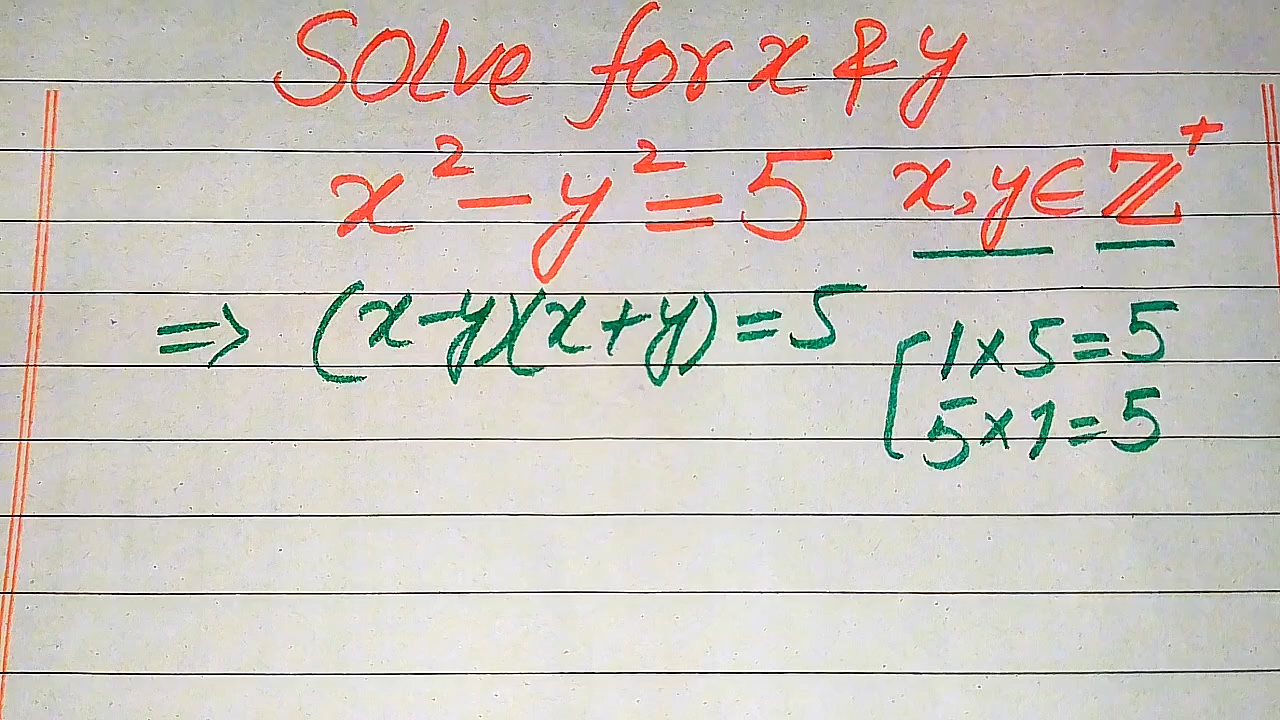 Solve for x & y
x² - y² = 5 x, y ∈ ℤ⁺
⇒ (x-y)(x+y) = 5
1 × 5 = 5
5 × 1 = 5